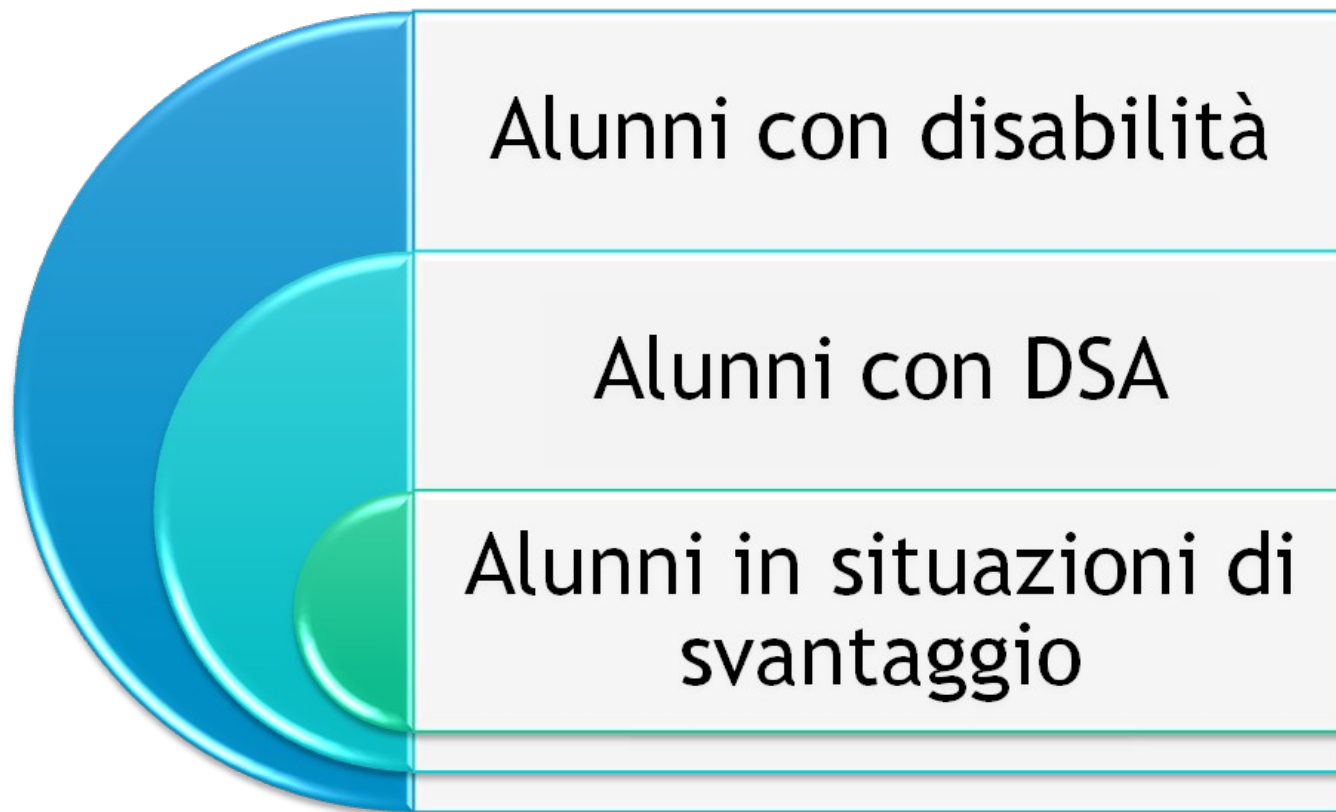 Alunni con disabilità
Alunni con DSA
Alunni in situazioni di
svantaggio